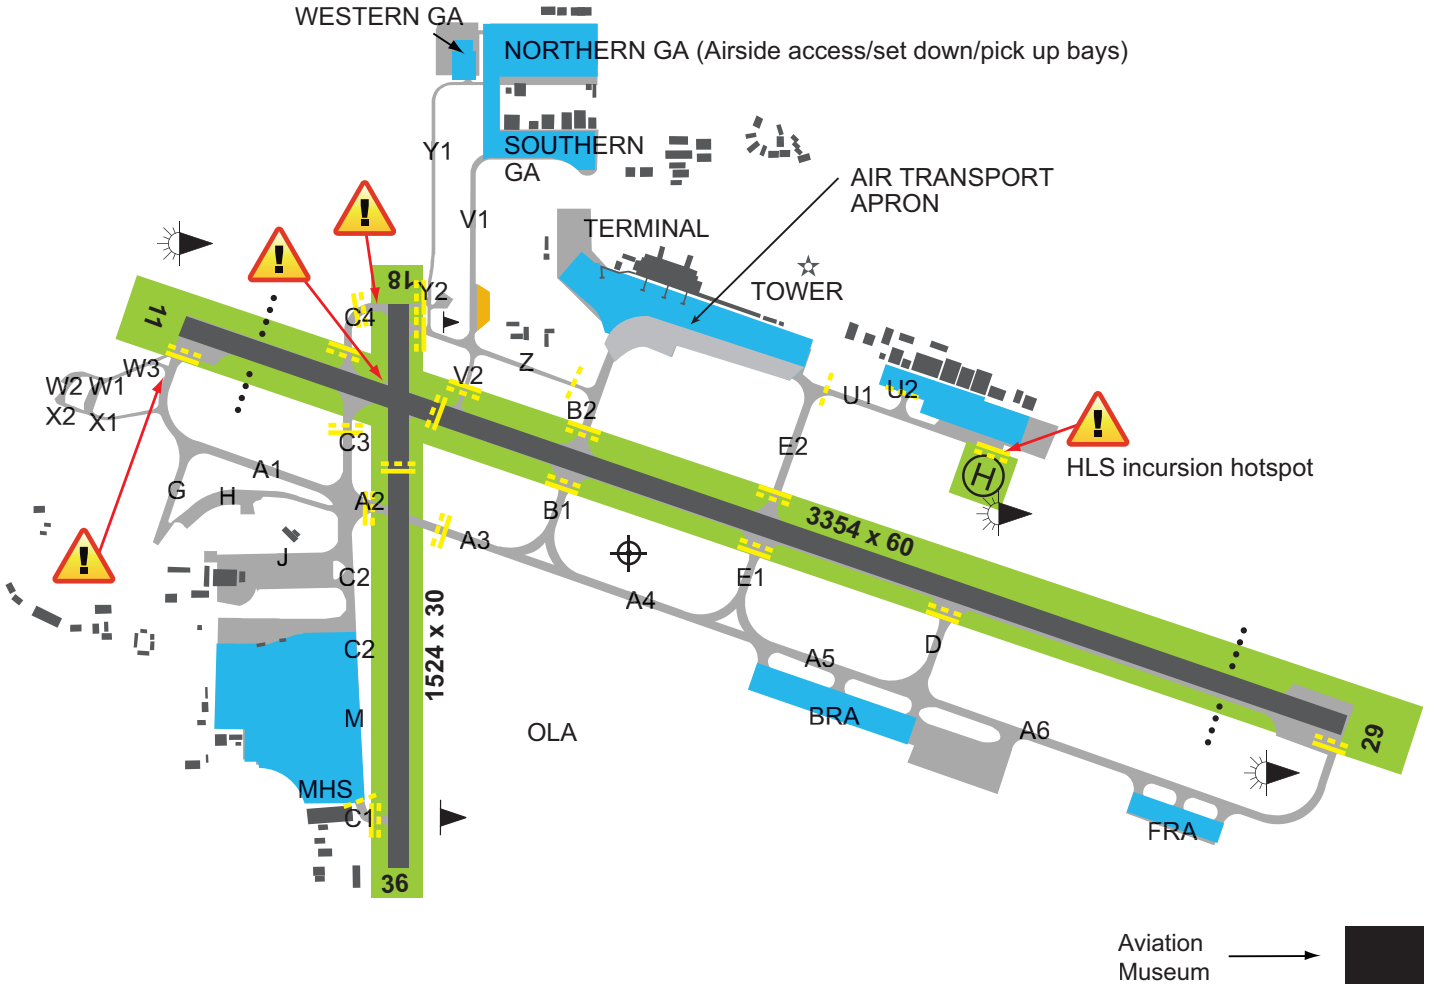 WESTERN GA
NORTHERN GA (Airside access/set down/pick up bays)
Y1
SOUTHERN
GA
AIR TRANSPORT
APRON
V1
TERMINAL
!
!
18
Y2
TOWER
11
C4
Z
W3
V2
W2 W1
U1
U2
X2 X1
B2
!
C3
E2
HLS incursion hotspot
A1
H
G
H
A2
B1
3354 x 60
A3
!
J
C2
E1
A4
1524 x 30
C2
D
A5
M
BRA
OLA
A6
29
MHS
C1
FRA
36
Aviation
Museum